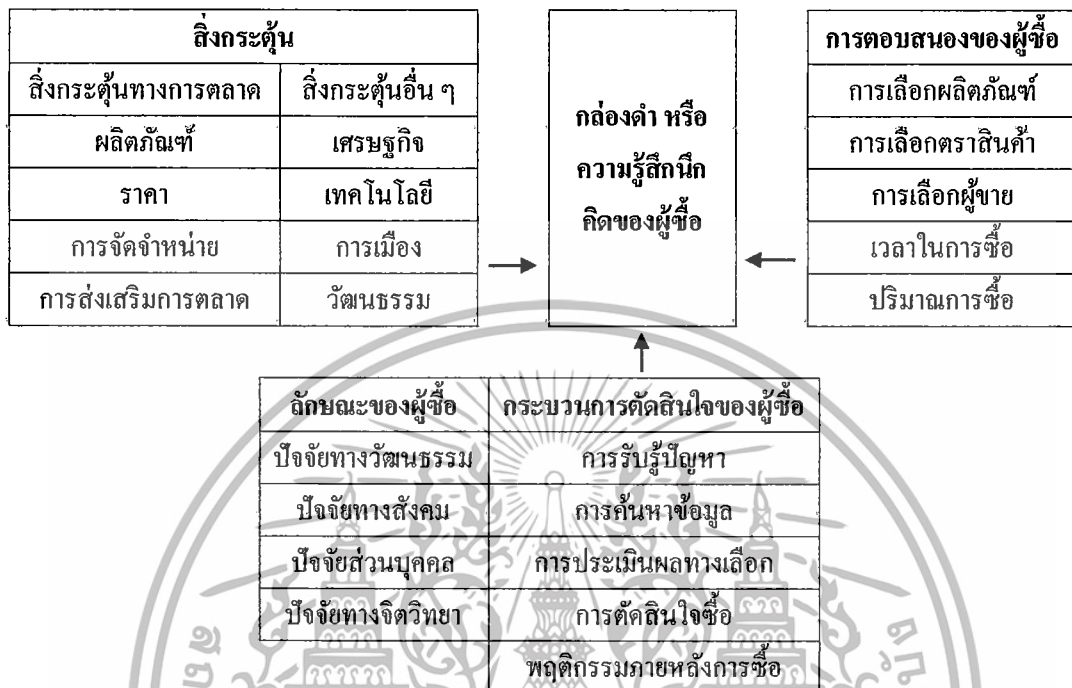 สิ่งกระตุ้น
สิ่งกระตุ้นทางการตลาด สิ่งกระตุ้นอื่น ๆ
ผลิตภัณฑ์ เศรษฐกิจ
ราคา เทคโนโลยี
การจัดจำหน่าย การเมือง
การส่งเสริมการตลาด วัฒนธรรม
กล่องดำ หรือ
ความรู้สึกนึก
คิดของผู้ซื้อ
การตอบสนองของผู้ซื้อ
การเลือกผลิตภัณฑ์
การเลือกตราสินค้า
การเลือกผู้ขาย
เวลาในการซื้อ
ปริมาณการซื้อ
ลักษณะของผู้ซื้อ กระบวนการตัดสินใจของผู้ซื้อ
ปัจจัยทางวัฒนธรรม การรับรู้ปัญหา
ปัจจัยทางสังคม การค้นหาข้อมูล
ปัจจัยส่วนบุคคล การประเมินผลทางเลือก
ปัจจัยทางจิตวิทยา การตัดสินใจซื้อ
พฤติกรรมภายหลังการซื้อ